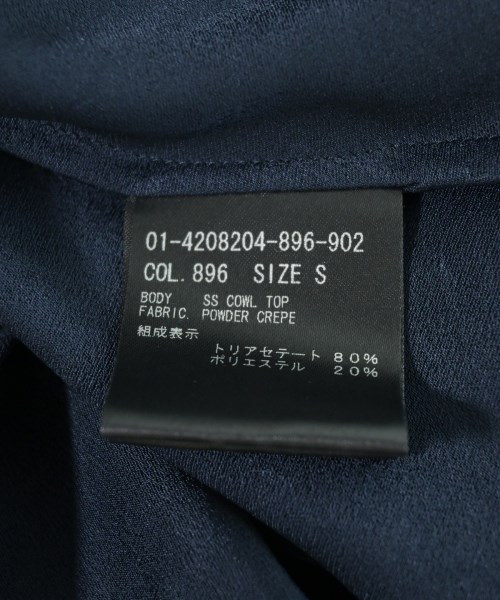 01-4208204-896-902
COL. 896 SIZE S
BODY SS COWL TOP
FABRIC. POWDER CREPE
組成表示
トリアセテート 80%
ポリエステル 20%